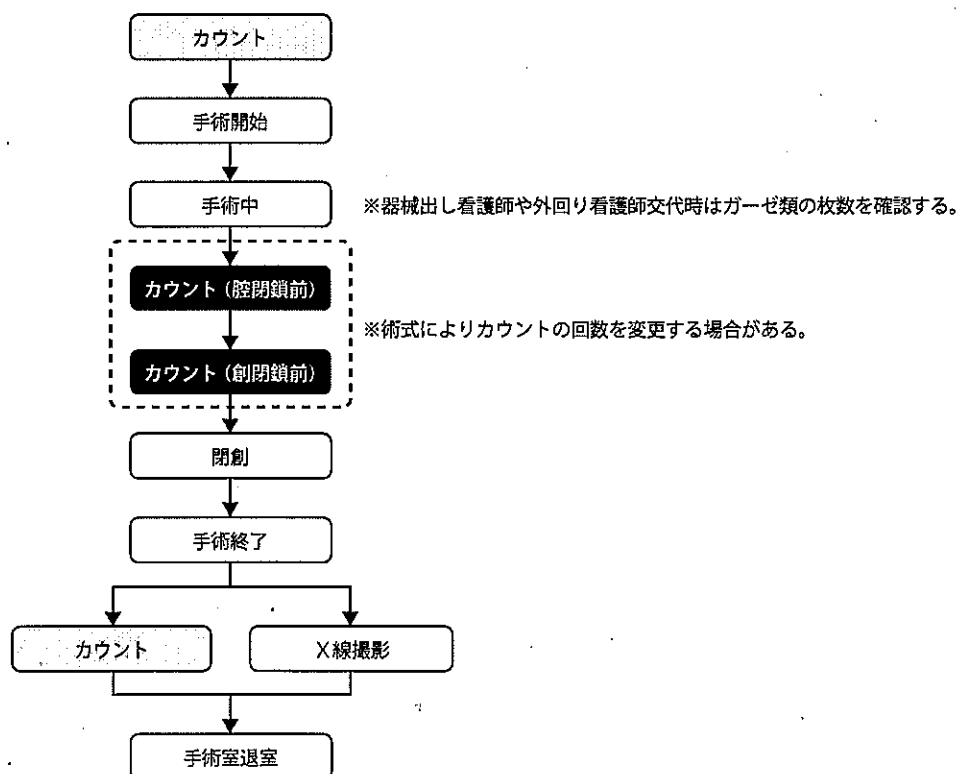 カウント
手術開始
手術中
※器械出し看護師や外回り看護師交代時はガーゼ類の枚数を確認する。
カウント（腔閉鎖前）
※術式によりカウントの回数を変更する場合がある。
カウント（創閉鎖前）
閉創
手術終了
カウント
X線撮影
手術室退室